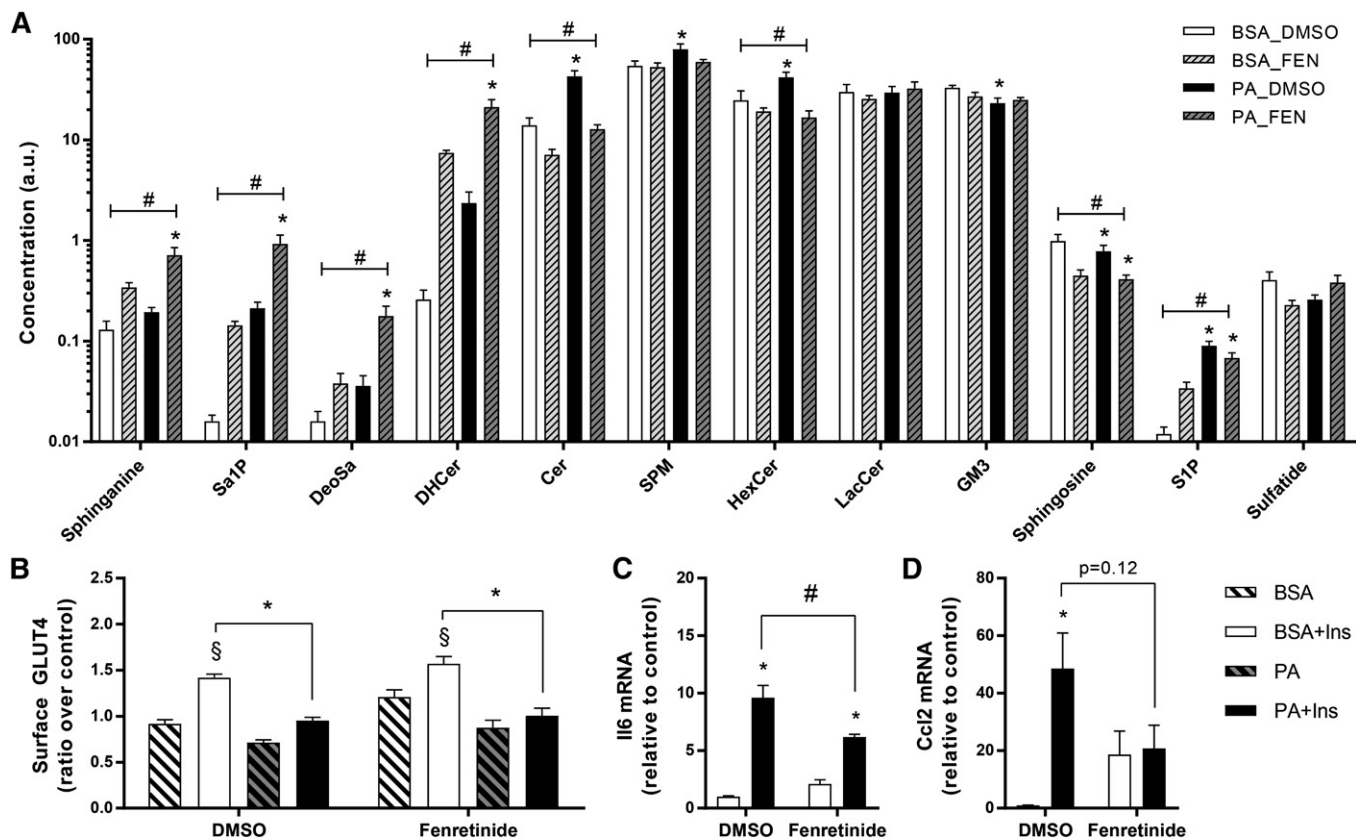 A
Concentration (a.u.)
100
10
1
0.1
0.01
#
*
#
*
#
*
#
*
#
*
*
#
*
*
#
*
*
#
*
*
BSA_DMSO
BSA_FEN
PA_DMSO
PA_FEN
Sphinganine
Sa1P
DeoSa
DHCer
Cer
SPM
HexCer
LacCer
GM3
Sphingosine
S1P
Sulfatide
B
Surface GLUT4
(ratio over control)
2.5
2.0
1.5
1.0
0.5
0.0
§
*
§
*
DMSO
Fenretinide
C
Il6 mRNA
(relative to control)
20
15
10
5
0
*
#
*
DMSO Fenretinide
D
Ccl2 mRNA
(relative to control)
80
60
40
20
0
p=0.12
*
DMSO Fenretinide
BSA
BSA+Ins
PA
PA+Ins